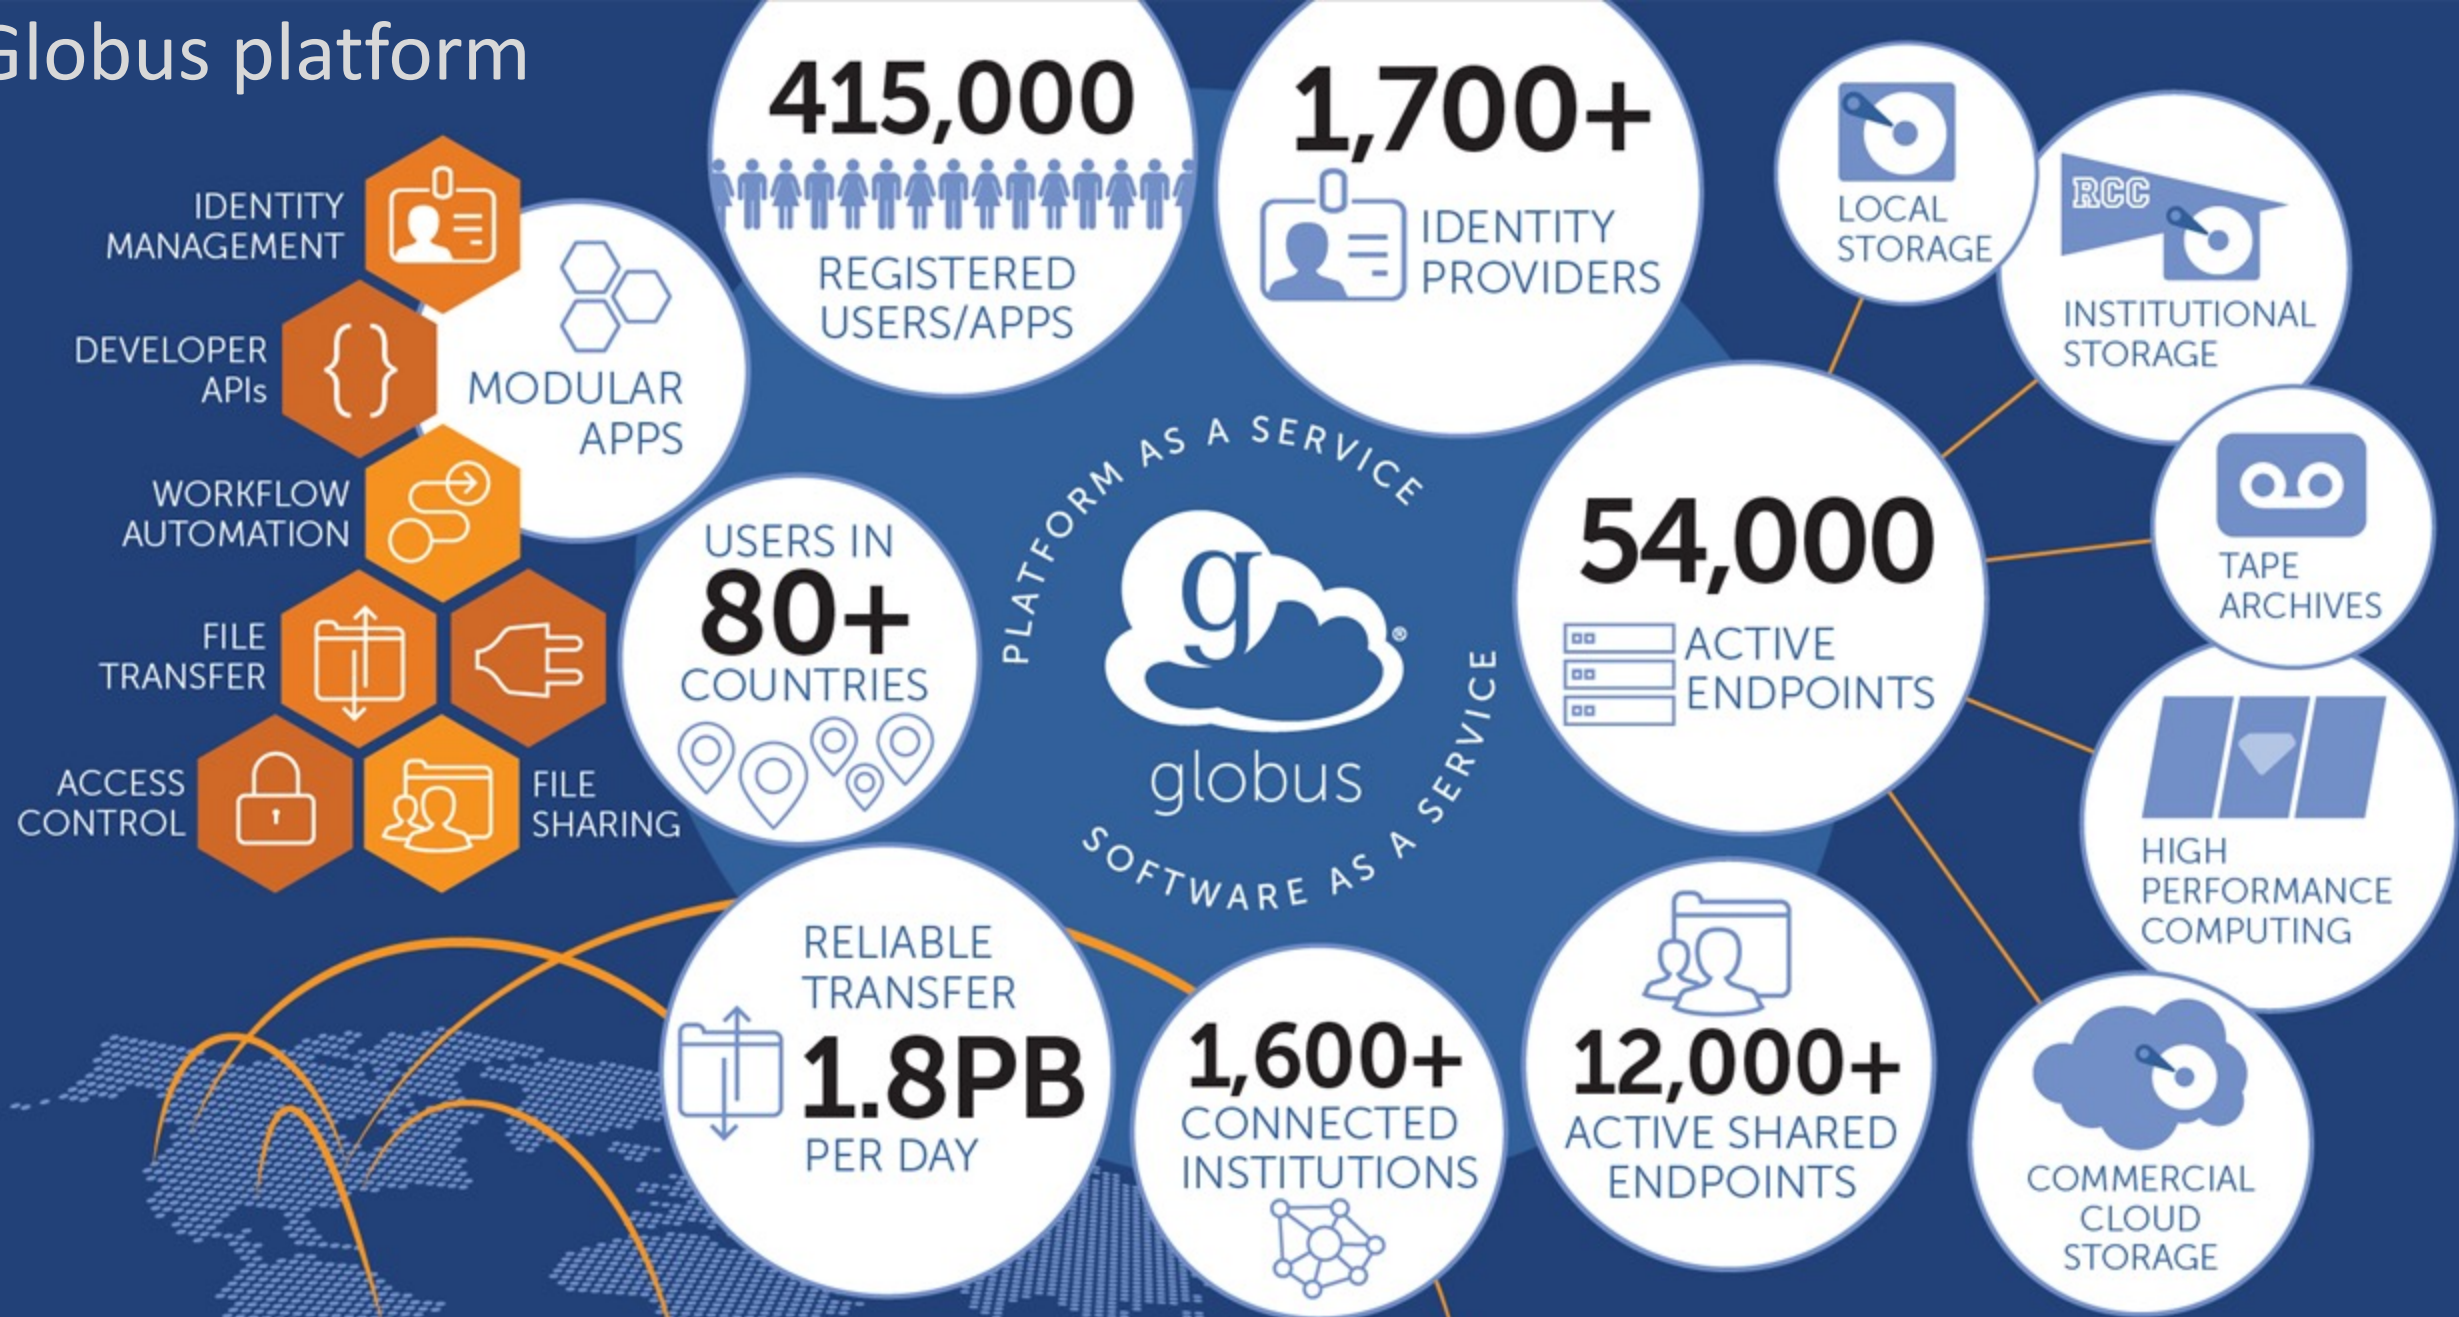 Globus platform
IDENTITY
MANAGEMENT
DEVELOPER
APIs
WORKFLOW
AUTOMATION
FILE
TRANSFER
ACCESS
CONTROL
FILE
SHARING
MODULAR
APPS
415,000
REGISTERED
USERS/APPS
1,700+
IDENTITY
PROVIDERS
USERS IN
80+
COUNTRIES
PLATFORM AS A SERVICE
g
®
globus
SOFTWARE AS A SERVICE
54,000
ACTIVE
ENDPOINTS
LOCAL
STORAGE
RCC
INSTITUTIONAL
STORAGE
TAPE
ARCHIVES
HIGH
PERFORMANCE
COMPUTING
COMMERCIAL
CLOUD
STORAGE
RELIABLE
TRANSFER
1.8PB
PER DAY
1,600+
CONNECTED
INSTITUTIONS
12,000+
ACTIVE SHARED
ENDPOINTS